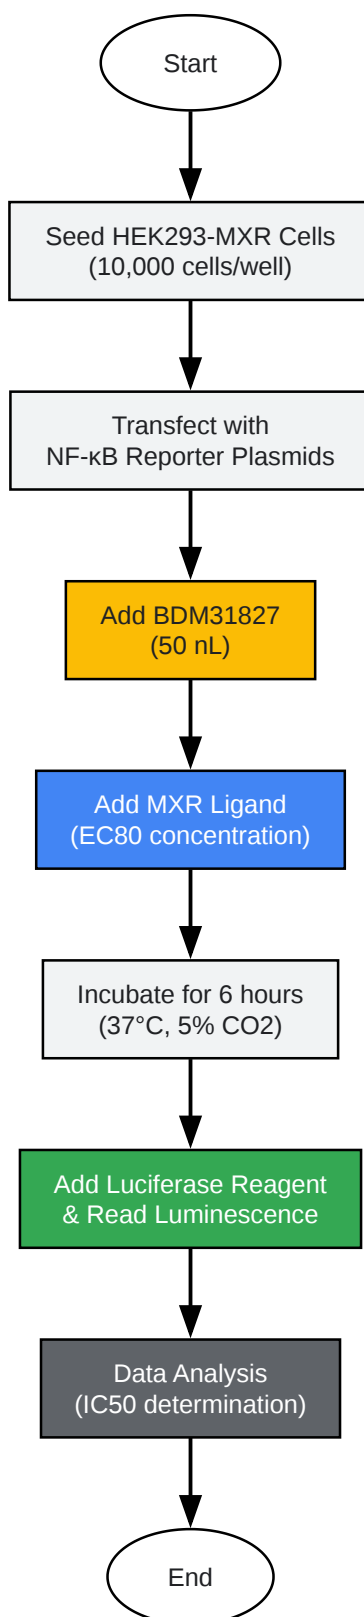 Start
Seed HEK293-MXR Cells
(10,000 cells/well)
Transfect with
NF-κB Reporter Plasmids
Add BDM31827
(50 nL)
Add MXR Ligand
(EC80 concentration)
Incubate for 6 hours
(37°C, 5% CO2)
Add Luciferase Reagent
& Read Luminescence
Data Analysis
(IC50 determination)
End